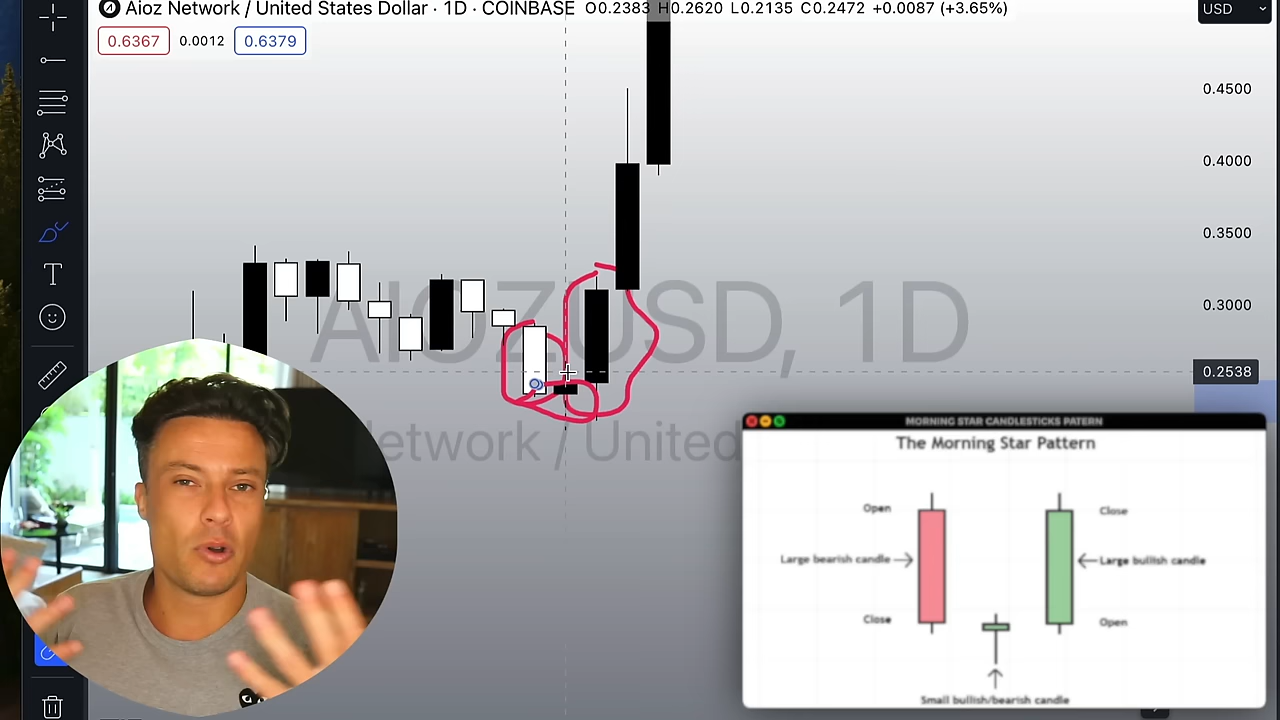 Aioz Network / United States Dollar · 1D · COINBASE O0.2383 H0.2620 L0.2135 C0.2472 +0.0087 (+3.65%)
USD
0.6367 0.0012 0.6379
0.4500
0.4000
0.3500
0.3000
AIOZUSD, 1D
0.2538
Network / United
MORNING STAR CANDLESTICKS PATERN
The Morning Star Pattern
Open
Close
Large bearish candle
Large bullish candle
Close
Open
Small bullish/bearish candle